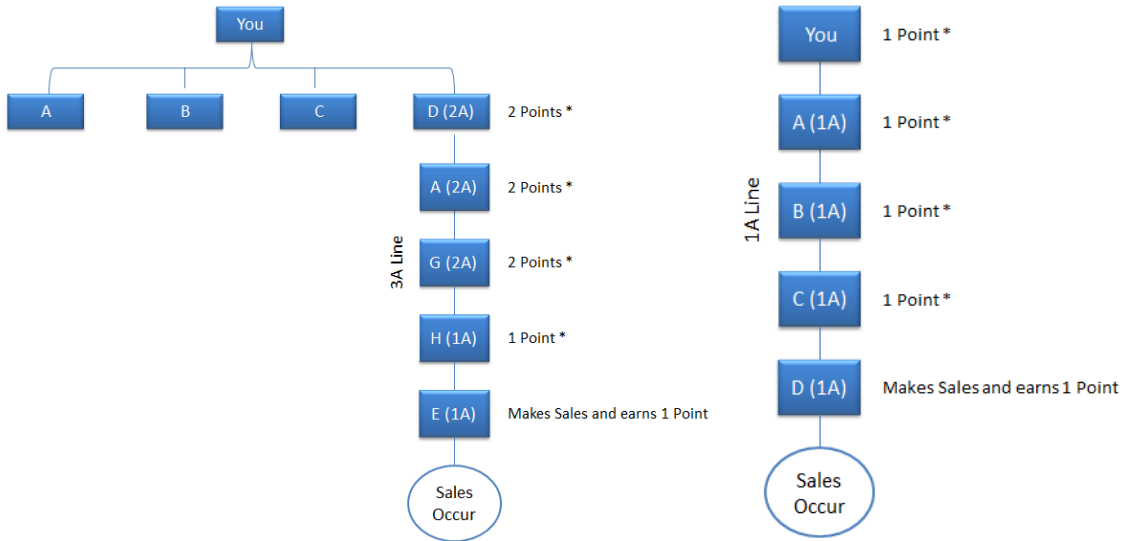 You
A
B
C
D (2A)
2 Points *
A (2A)
2 Points *
3A Line
G (2A)
2 Points *
H (1A)
1 Point *
E (1A)
Makes Sales and earns 1 Point
Sales
Occur
You
1 Point *
A (1A)
1 Point *
1A Line
B (1A)
1 Point *
C (1A)
1 Point *
D (1A)
Makes Sales and earns 1 Point
Sales
Occur